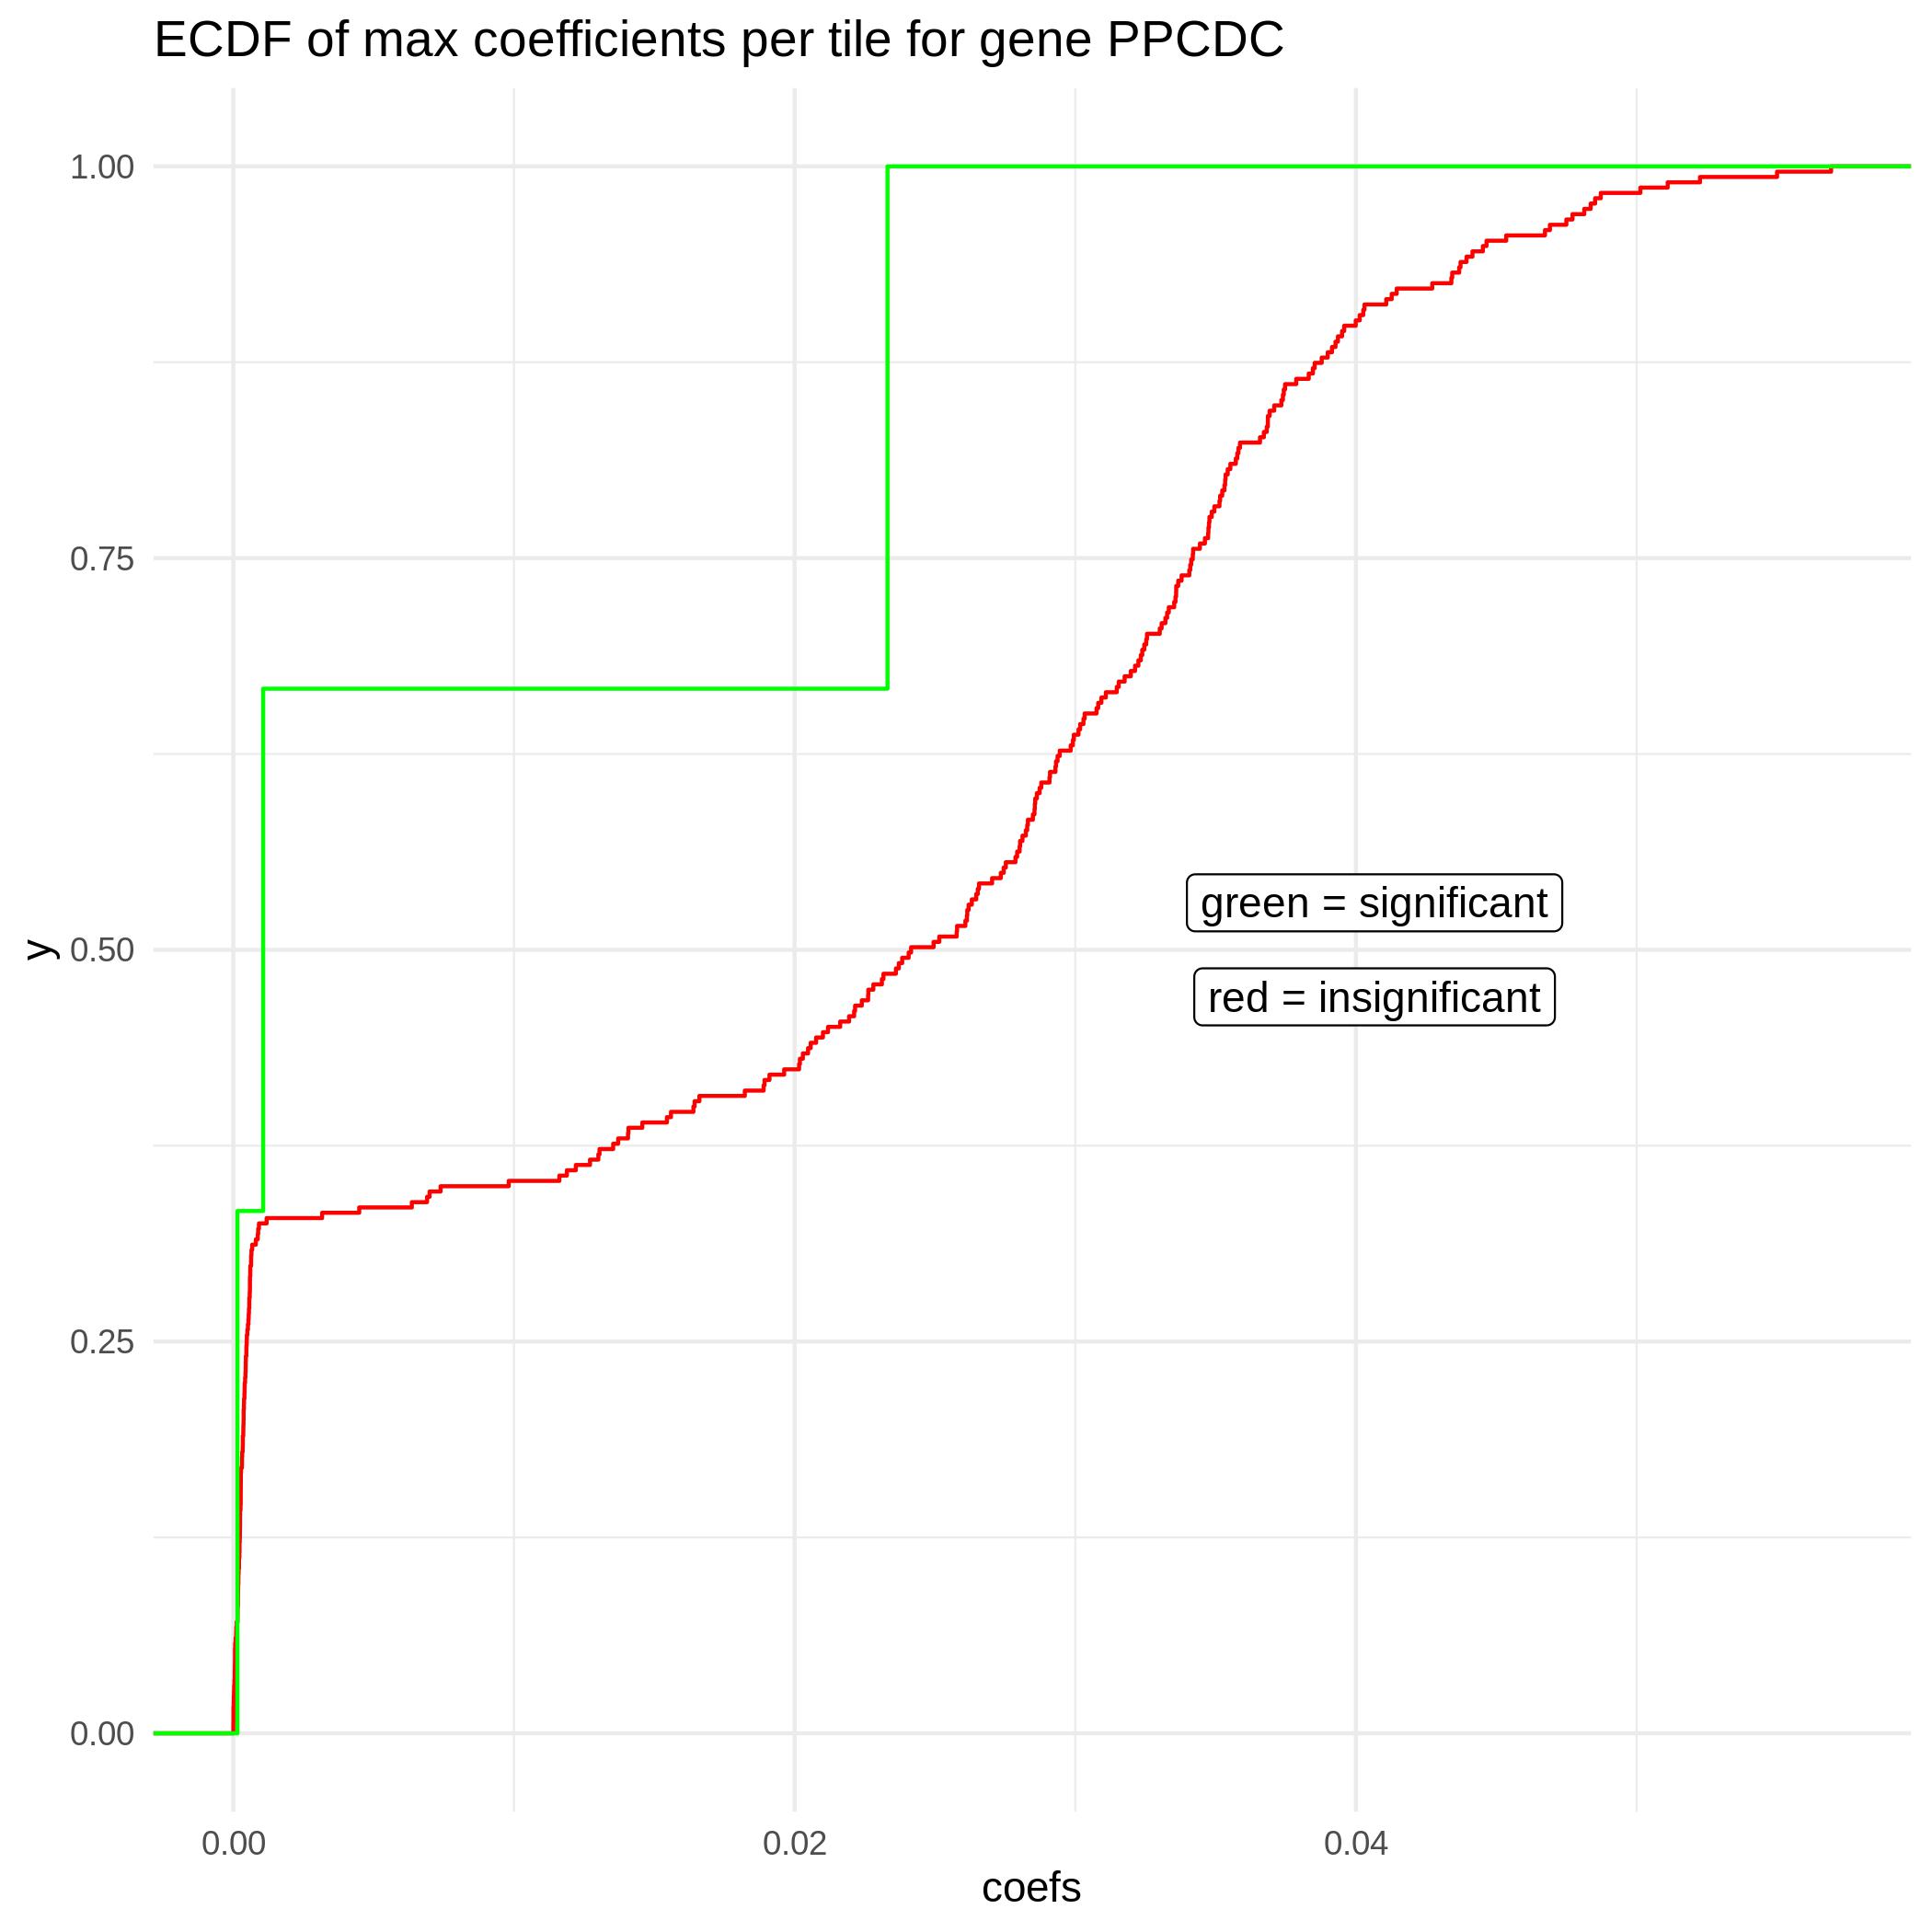 ECDF of max coefficients per tile for gene PPCDC
y
1.00
0.75
0.50
0.25
0.00
green = significant
red = insignificant
0.00 0.02 0.04
coefs